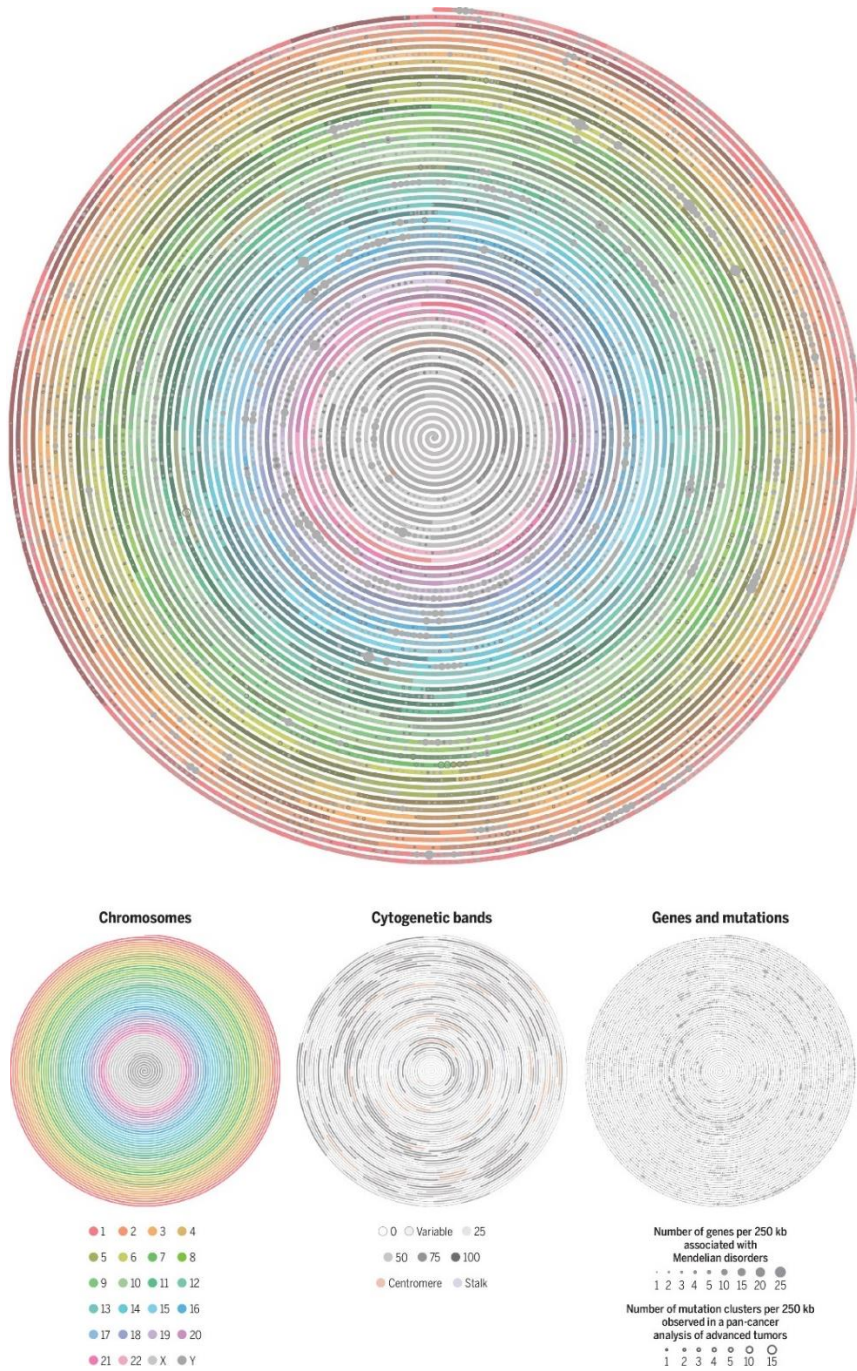 Chromosomes
Cytogenetic bands
Genes and mutations
1 2 3 4
5 6 7 8
9 10 11 12
13 14 15 16
17 18 19 20
21 22 X Y
0 Variable 25
50 75 100
Centromere Stalk
Number of genes per 250 kb
associated with
Mendelian disorders
1 2 3 4 5 10 15 20 25
Number of mutation clusters per 250 kb
observed in a pan-cancer
analysis of advanced tumors
1 2 3 4 5 10 15